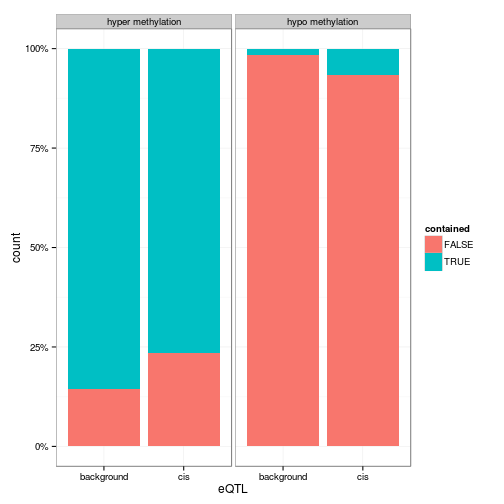 hyper methylation
hypo methylation
100%
75%
50%
25%
0%
count
background
cis
background
cis
eQTL
contained
FALSE
TRUE